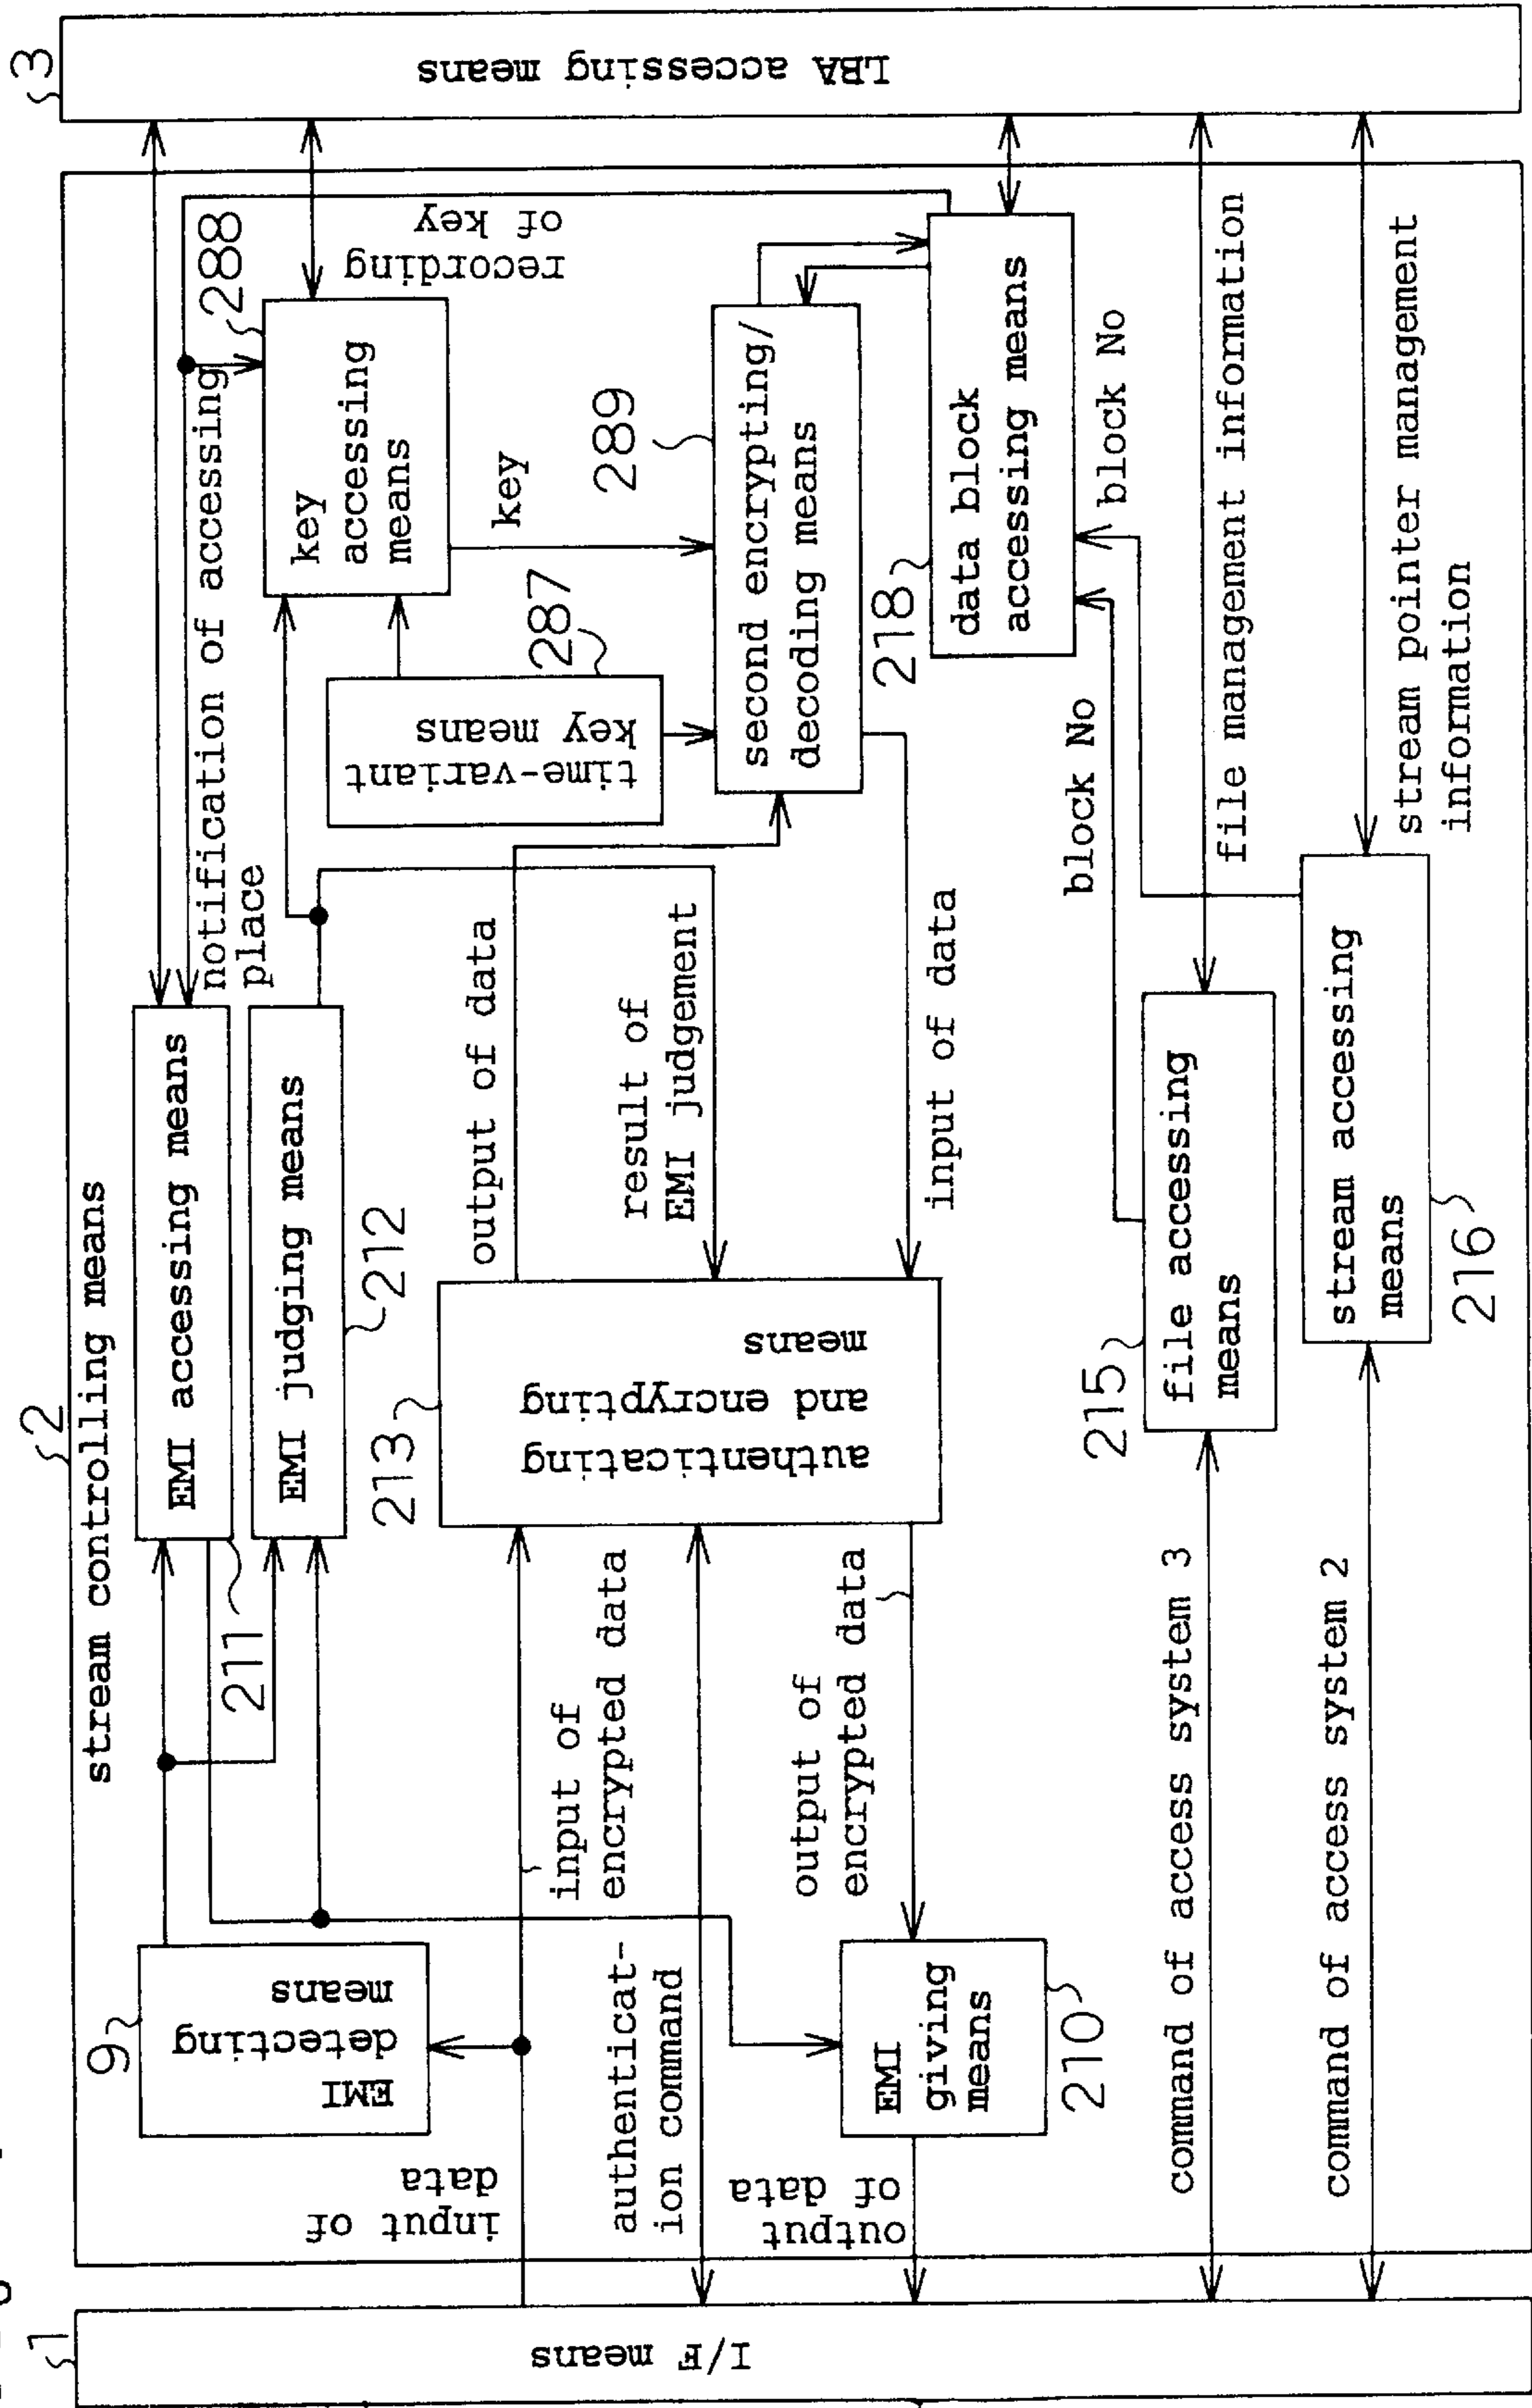 1
I/F means
2
stream controlling means
3
LBA accessing means
9
EMI
detecting
means
211
EMI accessing means
EMI judging means
212
notification of accessing
place
288
key
accessing
means
recording
of key
key
287
time-variant
key means
289
second encrypting/
decoding means
218
data block
accessing means
block No
block No
213
authenticating
and encrypting
means
output of data
result of
EMI judgement
input of data
input of
data
input of
encrypted data
authenticat-
ion command
output of
encrypted data
output
of data
EMI
giving
means
210
215
file accessing
means
file management information
command of access system 3
stream accessing
means
216
stream pointer management
information
command of access system 2